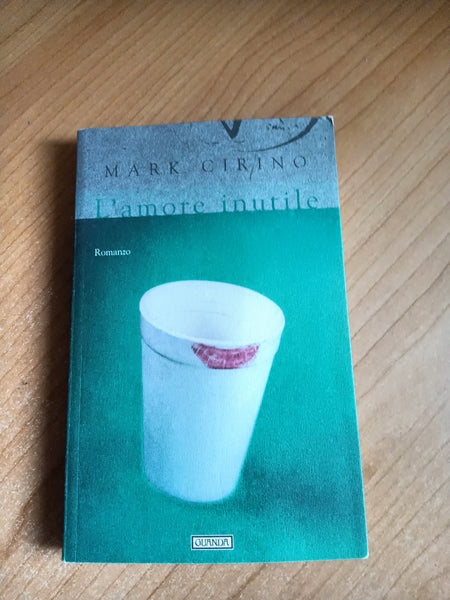 MARK CIRINO
L'amore inutile
Romanzo
GUANDA